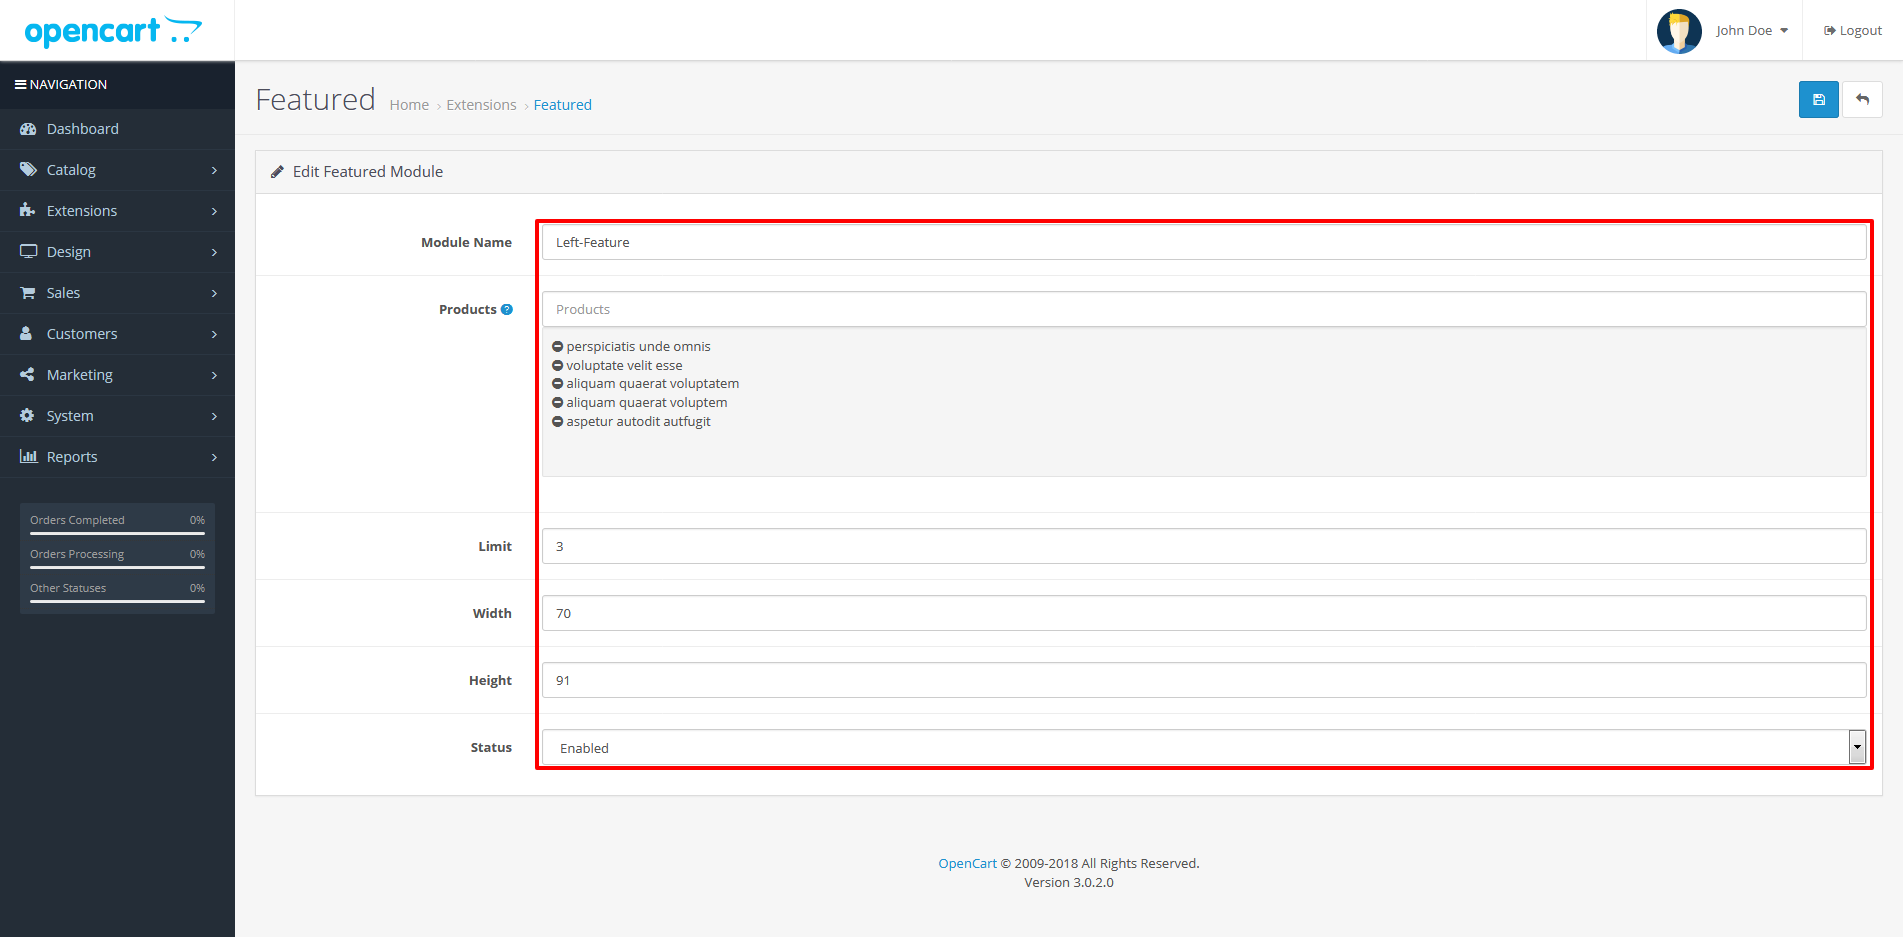 opencart
John Doe
Logout
NAVIGATION
Dashboard
Catalog
Extensions
Design
Sales
Customers
Marketing
System
Reports
Orders Completed 0%
Orders Processing 0%
Other Statuses 0%
Featured Home › Extensions › Featured
Edit Featured Module
Module Name Left-Feature
Products ? Products
perspiciatis unde omnis
voluptate velit esse
aliquam quaerat voluptatem
aliquam quaerat voluptem
aspetur autodit autfugit
Limit 3
Width 70
Height 91
Status Enabled
OpenCart © 2009-2018 All Rights Reserved.
Version 3.0.2.0